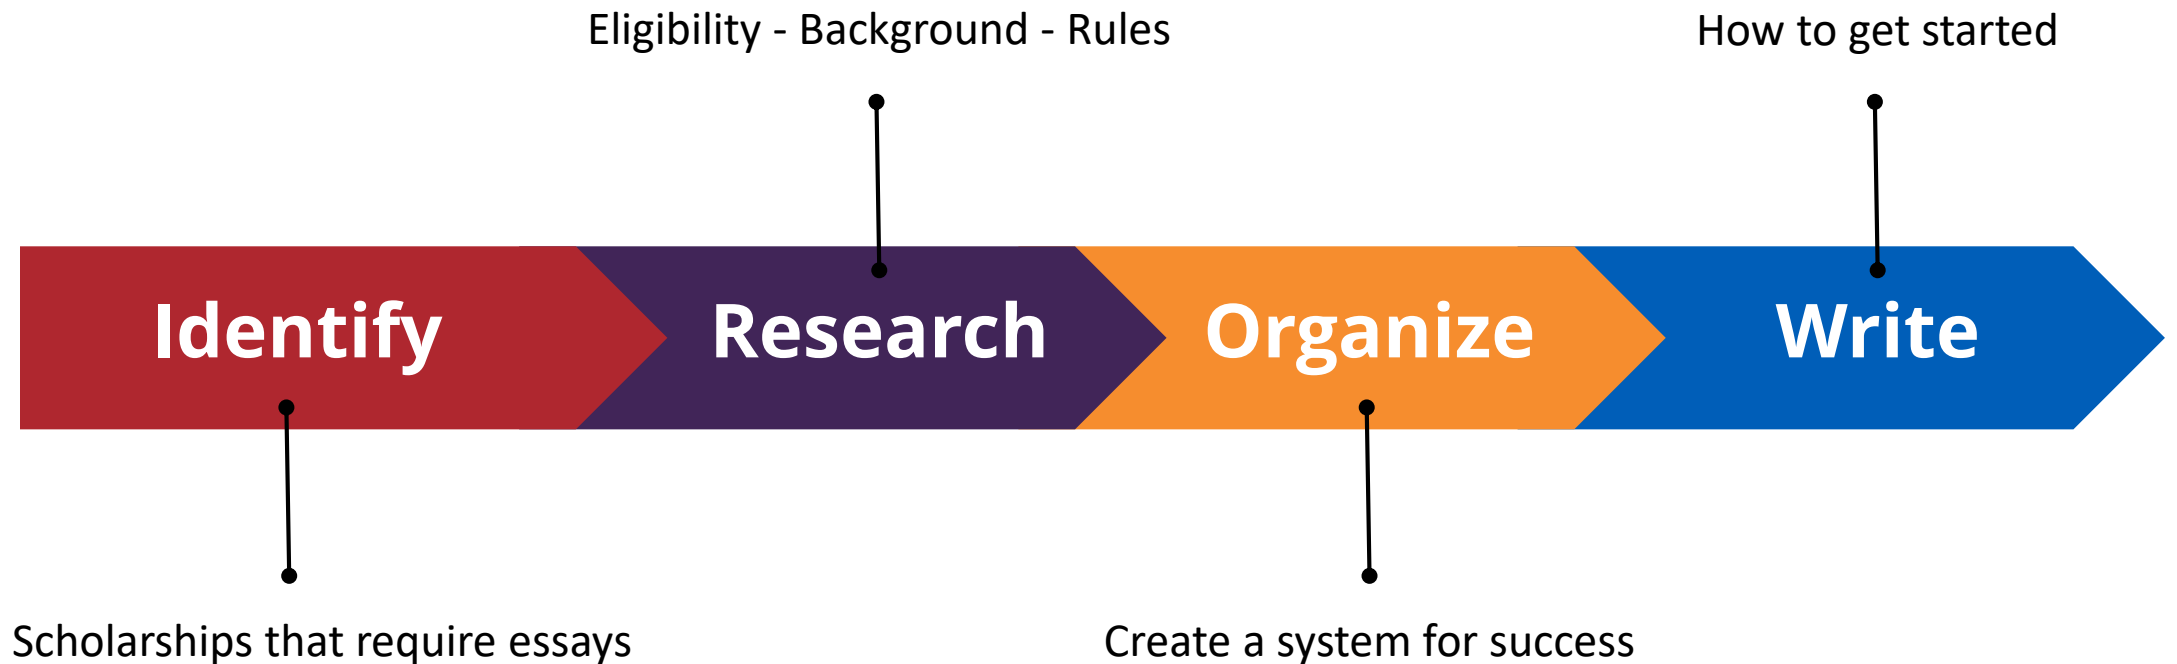 Eligibility - Background - Rules
How to get started
Identify
Research
Organize
Write
Scholarships that require essays
Create a system for success